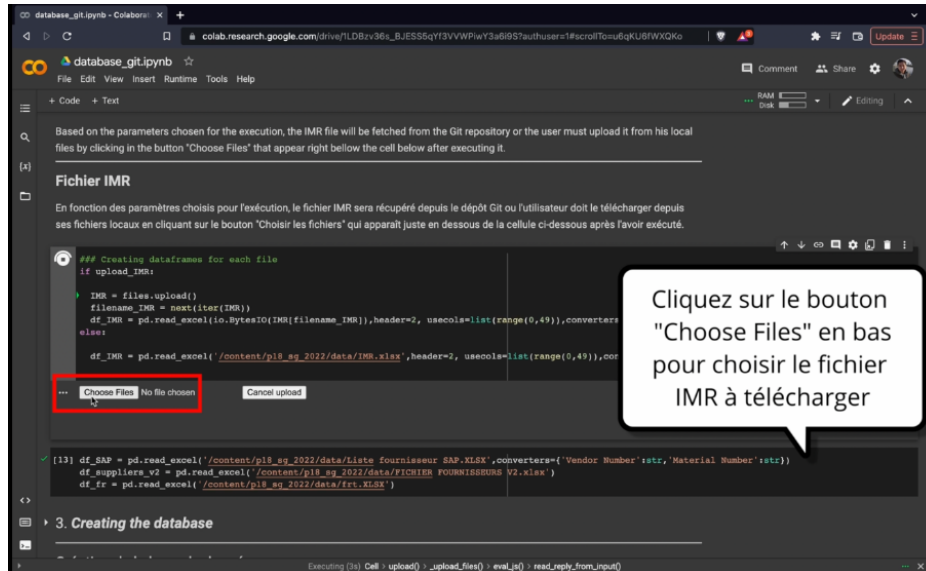 database_git.ipynb - Colaborat
colab.research.google.com/drive/1LDBzv36s_BJESS5qYf3VVWPiwY3a6i9S?authuser=1#scrollTo=u6qKU6fWXQKo
Update
CO
database_git.ipynb
File Edit View Insert Runtime Tools Help
Comment
Share
+ Code + Text
RAM
Disk
Editing
Based on the parameters chosen for the execution, the IMR file will be fetched from the Git repository or the user must upload it from his local
files by clicking in the button "Choose Files" that appear right bellow the cell below after executing it.
Fichier IMR
En fonction des paramètres choisis pour l'exécution, le fichier IMR sera récupéré depuis le dépôt Git ou l'utilisateur doit le télécharger depuis
ses fichiers locaux en cliquant sur le bouton "Choisir les fichiers" qui apparaît juste en dessous de la cellule ci-dessous après l'avoir exécuté.
### Creating dataframes for each file
if upload_IMR:
IMR = files.upload()
filename_IMR = next(iter(IMR))
df_IMR = pd.read_excel(io.BytesIO(IMR[filename_IMR]),header=2, usecols=list(range(0,49)),converters
else:
df_IMR = pd.read_excel('/content/p18_sg_2022/data/IMR.xlsx',header=2, usecols=list(range(0,49)),con
Choose Files No file chosen
Cancel upload
Cliquez sur le bouton
"Choose Files" en bas
pour choisir le fichier
IMR à télécharger
[13] df_SAP = pd.read_excel('/content/p18_sg_2022/data/Liste fournisseur SAP.XLSX',converters={'Vendor Number':str,'Material Number':str})
df_suppliers_v2 = pd.read_excel('/content/p18_sg_2022/data/FICHIER FOURNISSEURS V2.xlsx')
df_fr = pd.read_excel('/content/p18_sg_2022/data/frt.XLSX')
3. Creating the database
Executing (3s) Cell > upload() > _upload_files() > eval_js() > read_reply_from_input()